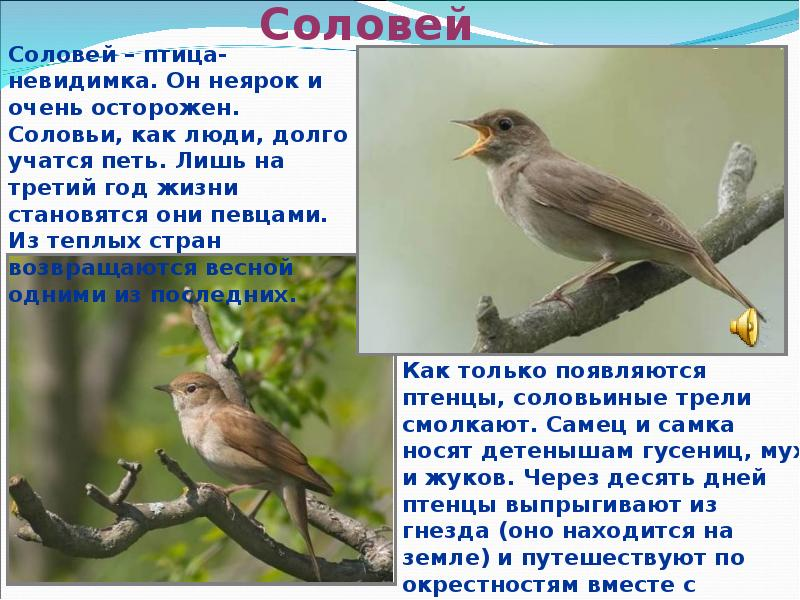 Соловей
Соловей – птица-
невидимка. Он неярок и
очень осторожен.
Соловьи, как люди, долго
учатся петь. Лишь на
третий год жизни
становятся они певцами.
Из теплых стран
возвращаются весной
одними из последних.
Как только появляются
птенцы, соловьиные трели
смолкают. Самец и самка
носят детенышам гусениц, мух
и жуков. Через десять дней
птенцы выпрыгивают из
гнезда (оно находится на
земле) и путешествуют по
окрестностям вместе с